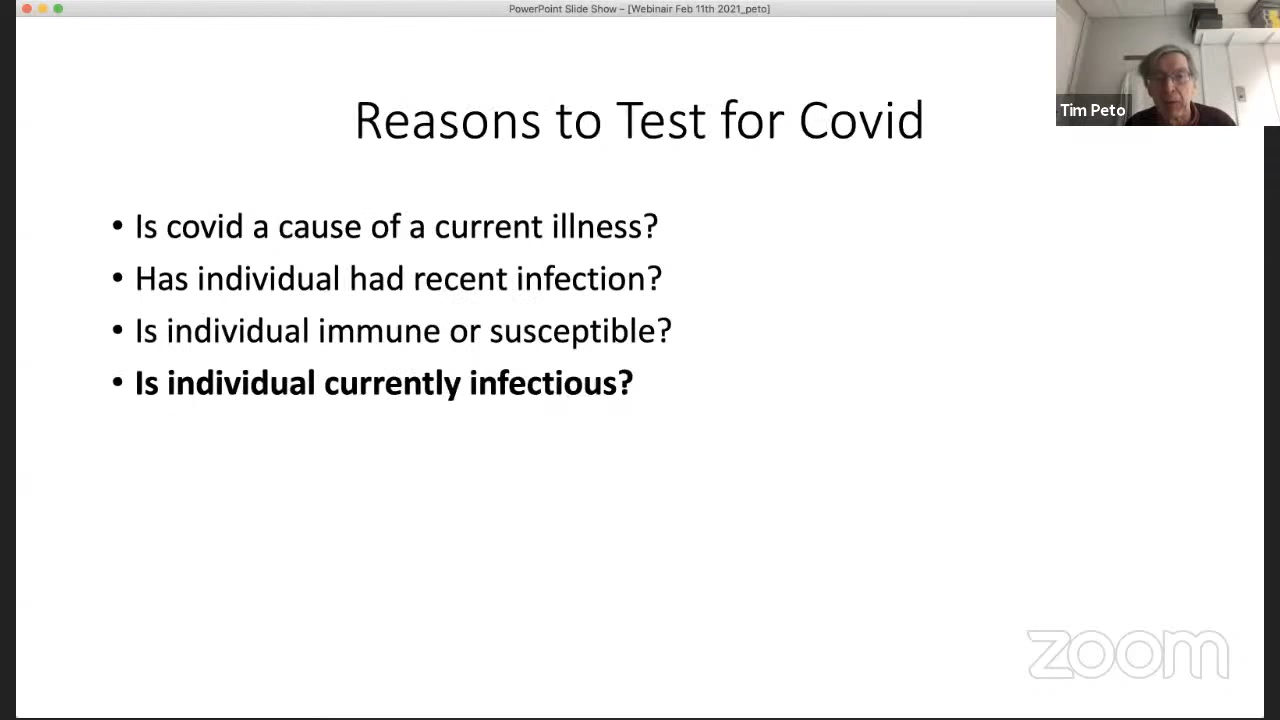 PowerPoint Slide Show – [Webinair Feb 11th 2021_peto]
Tim Peto
Reasons to Test for Covid
• Is covid a cause of a current illness?
• Has individual had recent infection?
• Is individual immune or susceptible?
• Is individual currently infectious?
zoom